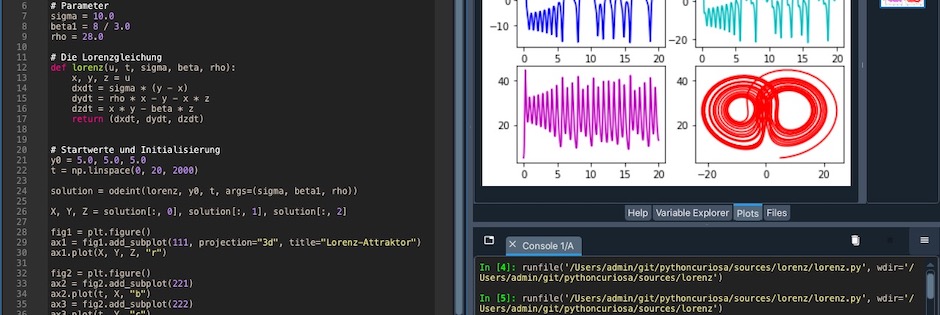 6 # Parameter
7 sigma = 10.0
8 beta1 = 8 / 3.0
9 rho = 28.0
10
11 # Die Lorenzgleichung
12 def lorenz(u, t, sigma, beta, rho):
13 x, y, z = u
14 dxdt = sigma * (y - x)
15 dydt = rho * x - y - x * z
16 dzdt = x * y - beta * z
17 return (dxdt, dydt, dzdt)
18
19
20 # Startwerte und Initialisierung
21 y0 = 5.0, 5.0, 5.0
22 t = np.linspace(0, 20, 2000)
23
24 solution = odeint(lorenz, y0, t, args=(sigma, beta1, rho))
25
26 X, Y, Z = solution[:, 0], solution[:, 1], solution[:, 2]
27
28 fig1 = plt.figure()
29 ax1 = fig1.add_subplot(111, projection="3d", title="Lorenz-Attraktor")
30 ax1.plot(X, Y, Z, "r")
31
32 fig2 = plt.figure()
33 ax2 = fig2.add_subplot(221)
34 ax2.plot(t, X, "b")
35 ax3 = fig2.add_subplot(222)
36 ax3.plot(t, Y, "c")
0 0
−10 −20
0 5 10 15 20 0 5 10 15 20
40 40
20 20
0 5 10 15 20 −20 0 20
Help Variable Explorer Plots Files
Console 1/A
In [4]: runfile('/Users/admin/git/pythoncuriosa/sources/lorenz/lorenz.py', wdir='/
Users/admin/git/pythoncuriosa/sources/lorenz')
In [5]: runfile('/Users/admin/git/pythoncuriosa/sources/lorenz/lorenz.py', wdir='/
Users/admin/git/pythoncuriosa/sources/lorenz')